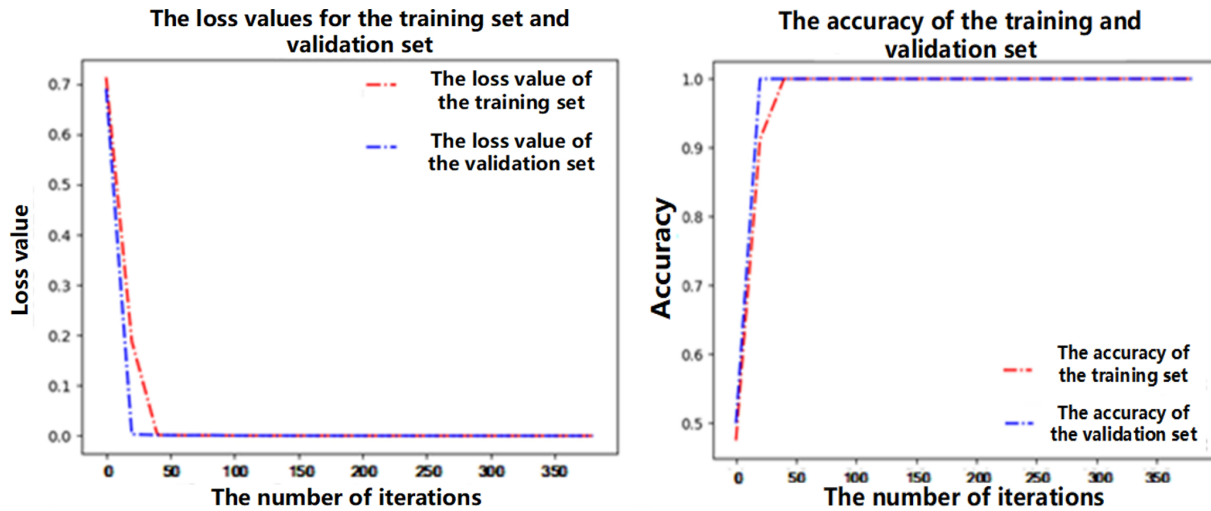 The loss values for the training set and
validation set
0.7
0.6
0.5
0.4
0.3
0.2
0.1
0.0
Loss value
The loss value of
the training set
The loss value of
the validation set
0 50 100 150 200 250 300 350
The number of iterations
The accuracy of the training and
validation set
1.0
0.9
0.8
0.7
0.6
0.5
Accuracy
The accuracy of
the training set
The accuracy of
the validation set
0 50 100 150 200 250 300 350
The number of iterations